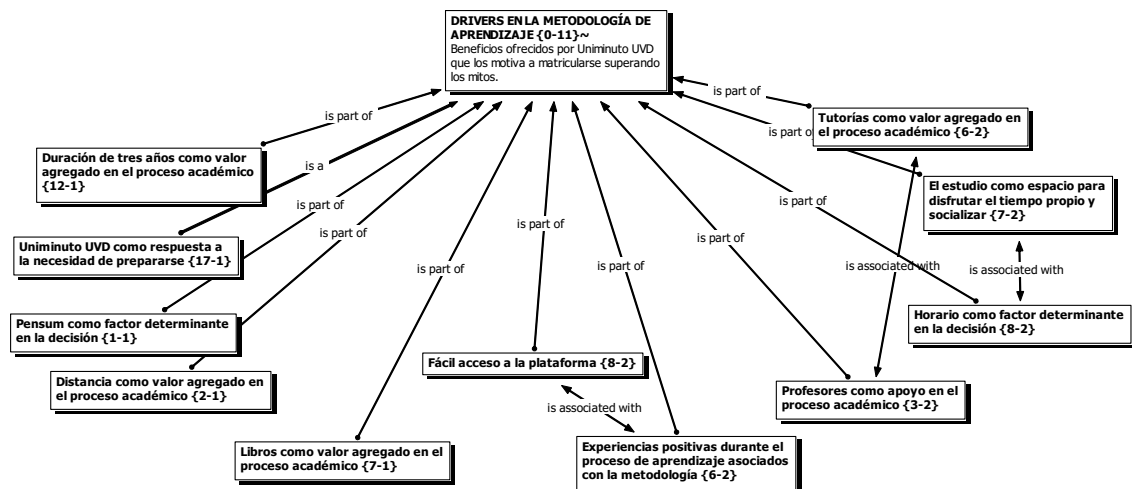 DRIVERS EN LA METODOLOGÍA DE
APRENDIZAJE {0-11}~
Beneficios ofrecidos por Uniminuto UVD
que los motiva a matricularse superando
los mitos.
is part of
is part of
Tutorías como valor agregado en
el proceso académico {6-2}
is part of
Duración de tres años como valor
agregado en el proceso académico
{12-1}
is a
El estudio como espacio para
disfrutar el tiempo propio y
socializar {7-2}
is part of
is part of
is part of
is part of
Uniminuto UVD como respuesta a
la necesidad de prepararse {17-1}
is part of
is part of
is part of
is associated with
is associated with
Pensum como factor determinante
en la decisión {1-1}
Horario como factor determinante
en la decisión {8-2}
Fácil acceso a la plataforma {8-2}
Distancia como valor agregado en
el proceso académico {2-1}
Profesores como apoyo en el
proceso académico {3-2}
is associated with
Libros como valor agregado en el
proceso académico {7-1}
Experiencias positivas durante el
proceso de aprendizaje asociados
con la metodología {6-2}